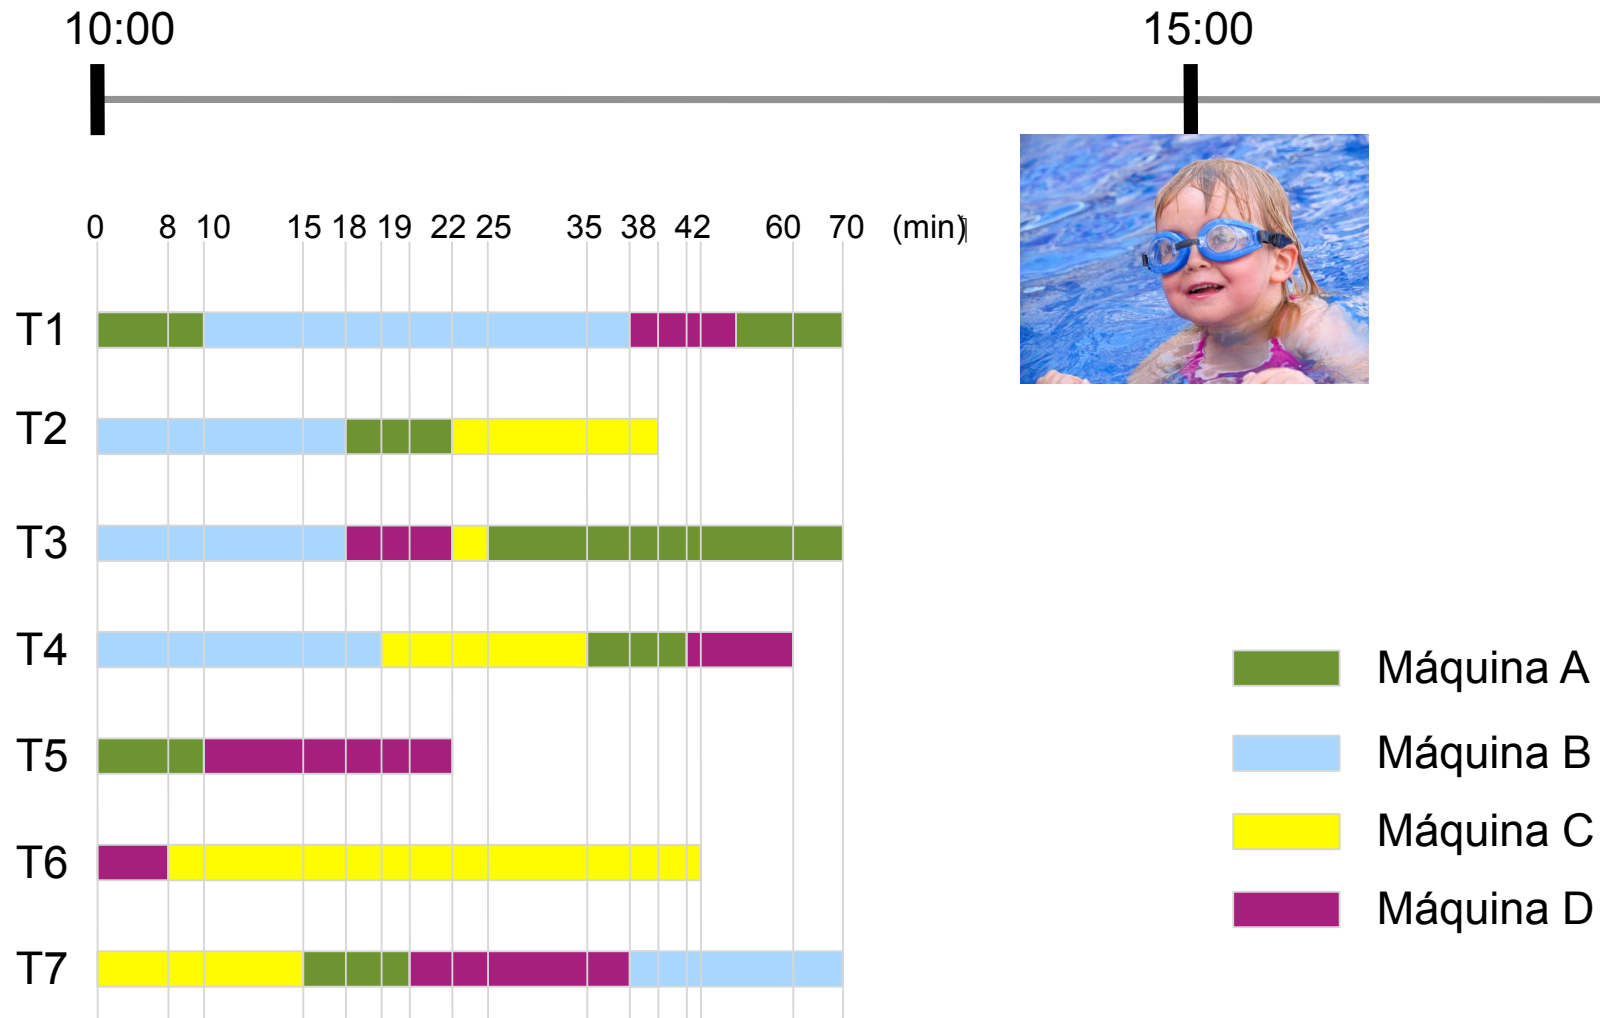 10:00 15:00
0 8 10 15 18 19 22 25 35 38 42 60 70 (min)
T1
T2
T3
T4
T5
T6
T7
Máquina A
Máquina B
Máquina C
Máquina D